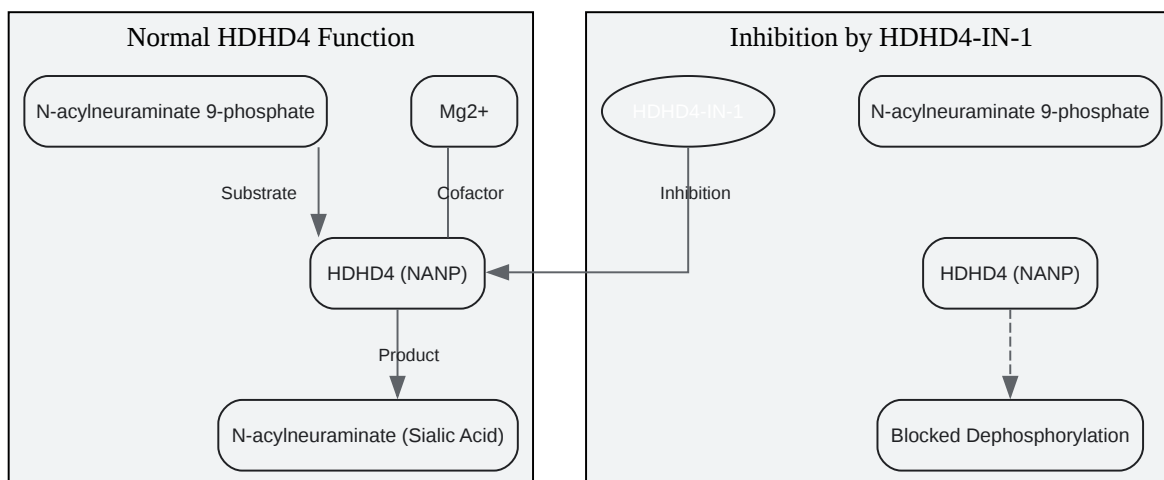 Normal HDHD4 Function
N-acylneuraminate 9-phosphate
Mg2+
Substrate
Cofactor
HDHD4 (NANP)
Product
N-acylneuraminate (Sialic Acid)
Inhibition by HDHD4-IN-1
HDHD4-IN-1
N-acylneuraminate 9-phosphate
Inhibition
HDHD4 (NANP)
Blocked Dephosphorylation